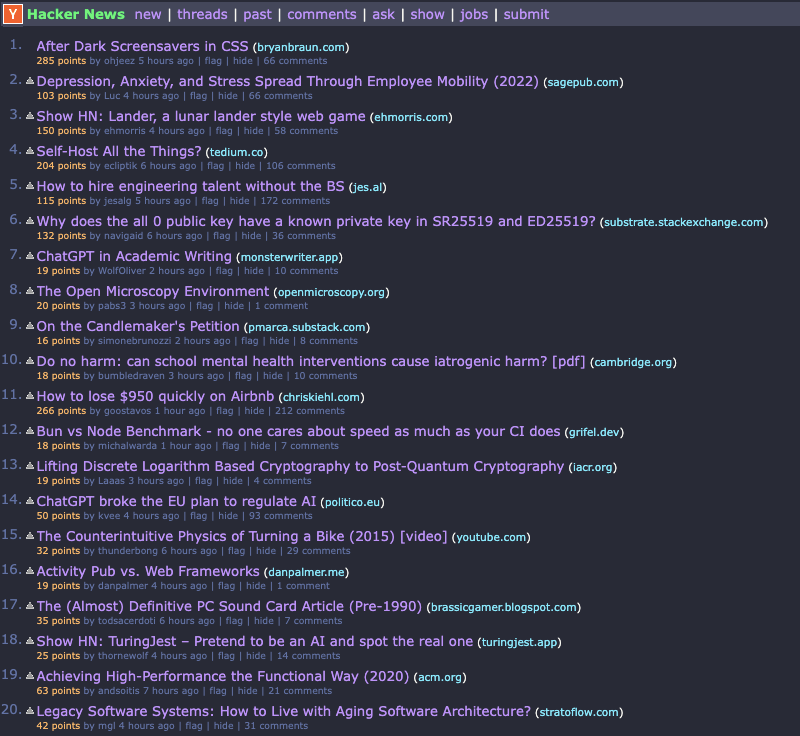 Y Hacker News new | threads | past | comments | ask | show | jobs | submit
1. After Dark Screensavers in CSS (bryanbraun.com)
285 points by ohjeez 5 hours ago | flag | hide | 66 comments
2. Depression, Anxiety, and Stress Spread Through Employee Mobility (2022) (sagepub.com)
103 points by Luc 4 hours ago | flag | hide | 66 comments
3. Show HN: Lander, a lunar lander style web game (ehmorris.com)
150 points by ehmorris 4 hours ago | flag | hide | 58 comments
4. Self-Host All the Things? (tedium.co)
204 points by ecliptik 6 hours ago | flag | hide | 106 comments
5. How to hire engineering talent without the BS (jes.al)
115 points by jesalg 5 hours ago | flag | hide | 172 comments
6. Why does the all 0 public key have a known private key in SR25519 and ED25519? (substrate.stackexchange.com)
132 points by navigaid 6 hours ago | flag | hide | 36 comments
7. ChatGPT in Academic Writing (monsterwriter.app)
19 points by WolfOliver 2 hours ago | flag | hide | 10 comments
8. The Open Microscopy Environment (openmicroscopy.org)
20 points by pabs3 3 hours ago | flag | hide | 1 comment
9. On the Candlemaker's Petition (pmarca.substack.com)
16 points by simonebrunozzi 2 hours ago | flag | hide | 8 comments
10. Do no harm: can school mental health interventions cause iatrogenic harm? [pdf] (cambridge.org)
18 points by bumbledraven 3 hours ago | flag | hide | 10 comments
11. How to lose $950 quickly on Airbnb (chriskiehl.com)
266 points by goostavos 1 hour ago | flag | hide | 212 comments
12. Bun vs Node Benchmark - no one cares about speed as much as your CI does (grifel.dev)
18 points by michalwarda 1 hour ago | flag | hide | 7 comments
13. Lifting Discrete Logarithm Based Cryptography to Post-Quantum Cryptography (iacr.org)
19 points by Laaas 3 hours ago | flag | hide | 4 comments
14. ChatGPT broke the EU plan to regulate AI (politico.eu)
50 points by kvee 4 hours ago | flag | hide | 93 comments
15. The Counterintuitive Physics of Turning a Bike (2015) [video] (youtube.com)
32 points by thunderbong 6 hours ago | flag | hide | 29 comments
16. Activity Pub vs. Web Frameworks (danpalmer.me)
19 points by danpalmer 4 hours ago | flag | hide | 1 comment
17. The (Almost) Definitive PC Sound Card Article (Pre-1990) (brassicgamer.blogspot.com)
35 points by todsacerdoti 6 hours ago | flag | hide | 7 comments
18. Show HN: TuringJest – Pretend to be an AI and spot the real one (turingjest.app)
25 points by thornewolf 4 hours ago | flag | hide | 14 comments
19. Achieving High-Performance the Functional Way (2020) (acm.org)
63 points by andsoitis 7 hours ago | flag | hide | 21 comments
20. Legacy Software Systems: How to Live with Aging Software Architecture? (stratoflow.com)
42 points by mgl 4 hours ago | flag | hide | 31 comments